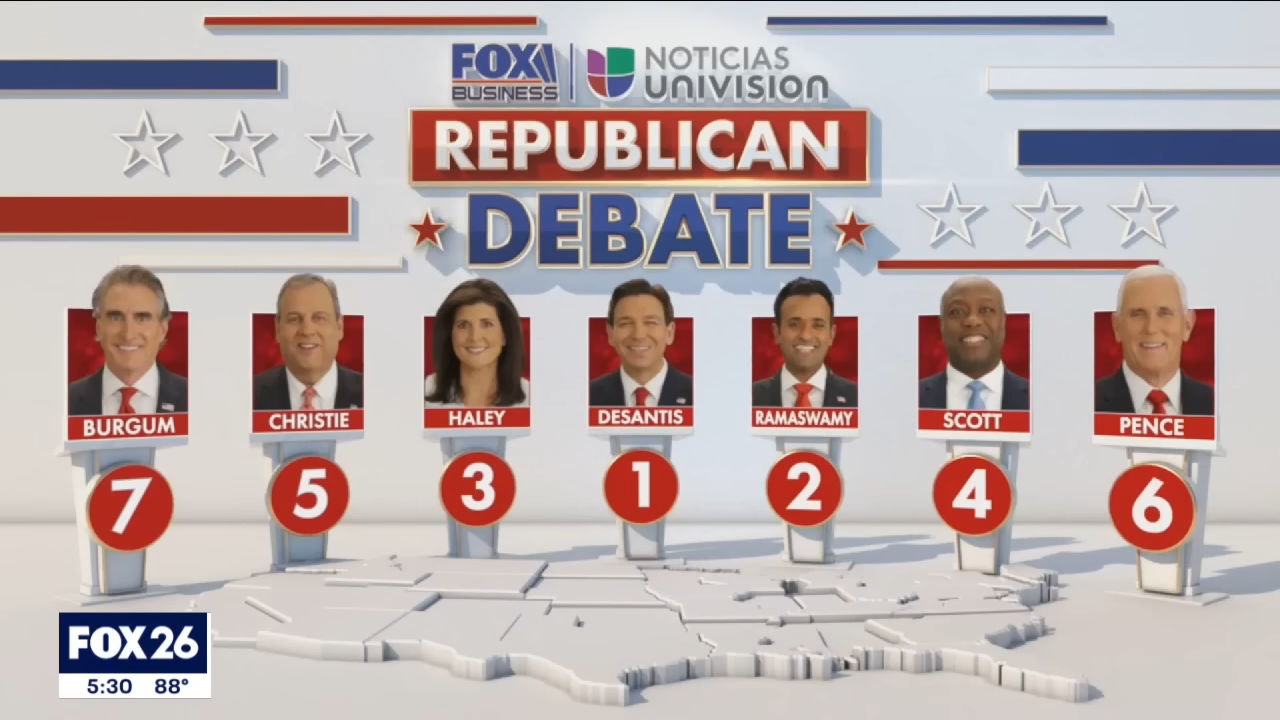 FOX BUSINESS
NOTICIAS
UNIVISION
REPUBLICAN
DEBATE
BURGUM
CHRISTIE
HALEY
DESANTIS
RAMASWAMY
SCOTT
PENCE
7
5
3
1
2
4
6
FOX 26
5:30 88°